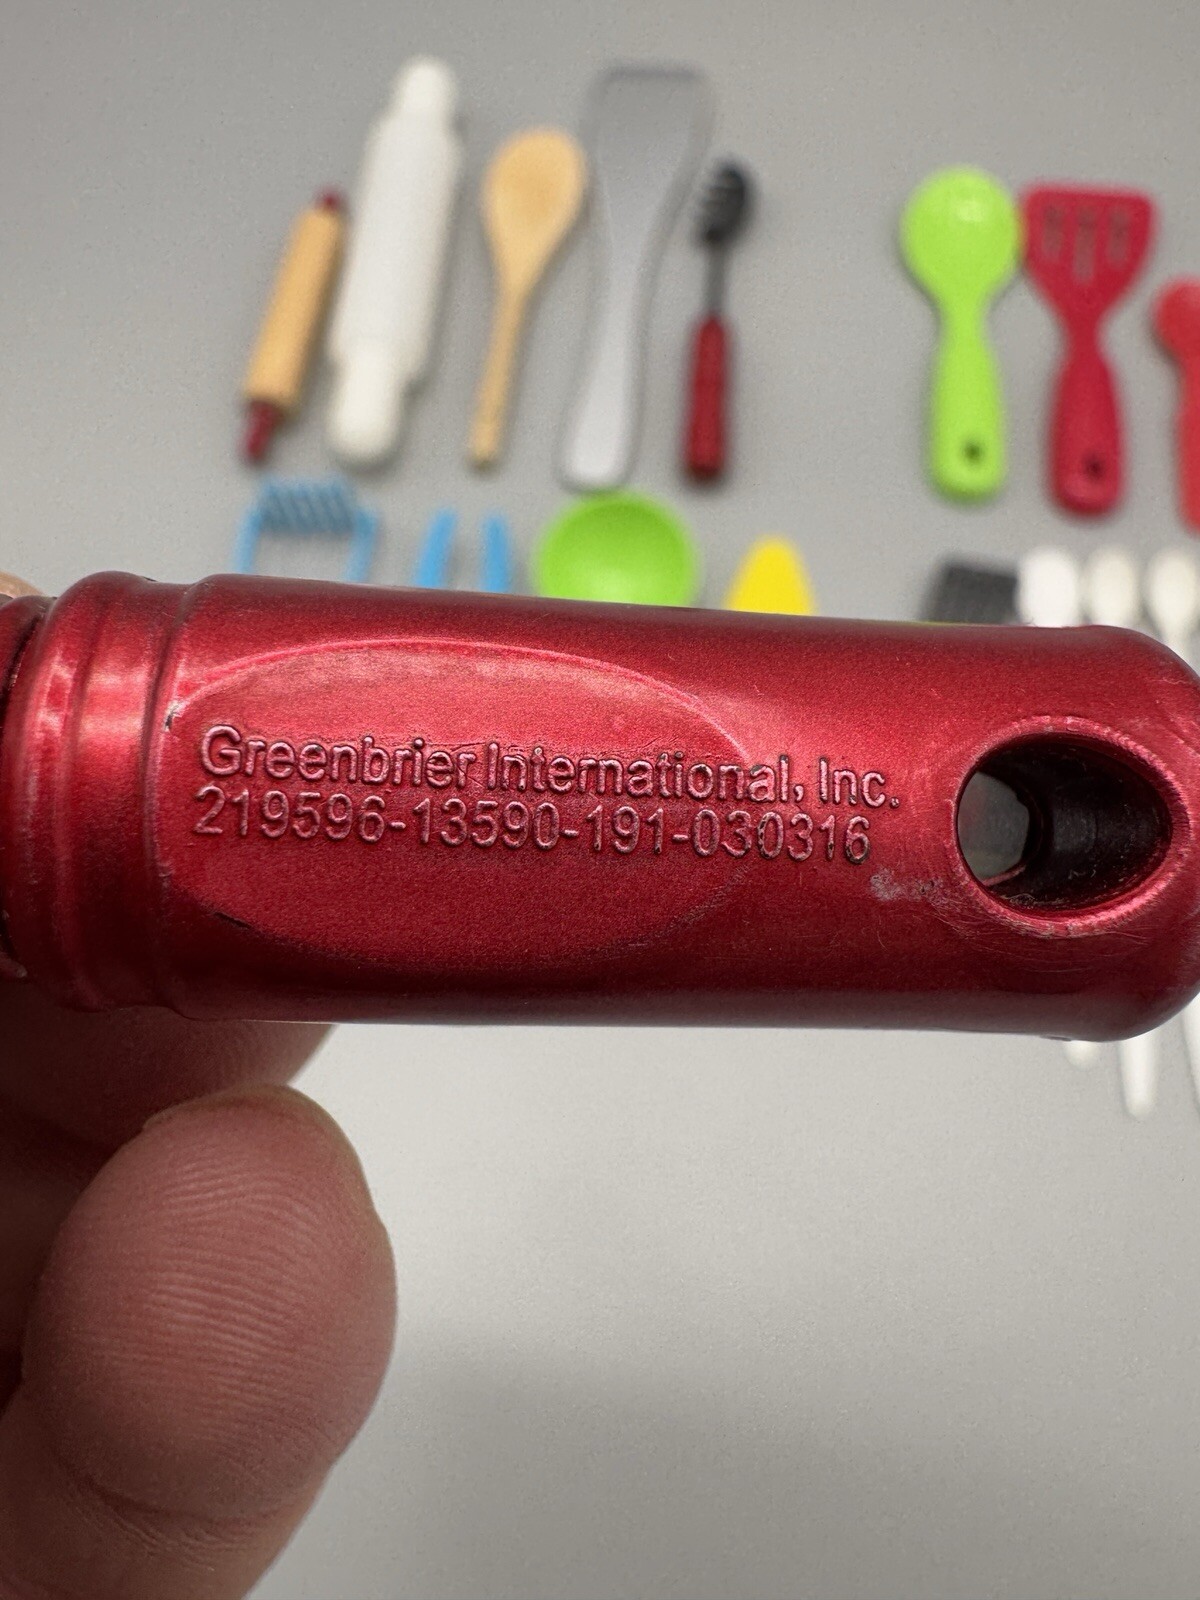 Greenbrier International, Inc.
219596-13590-191-030316